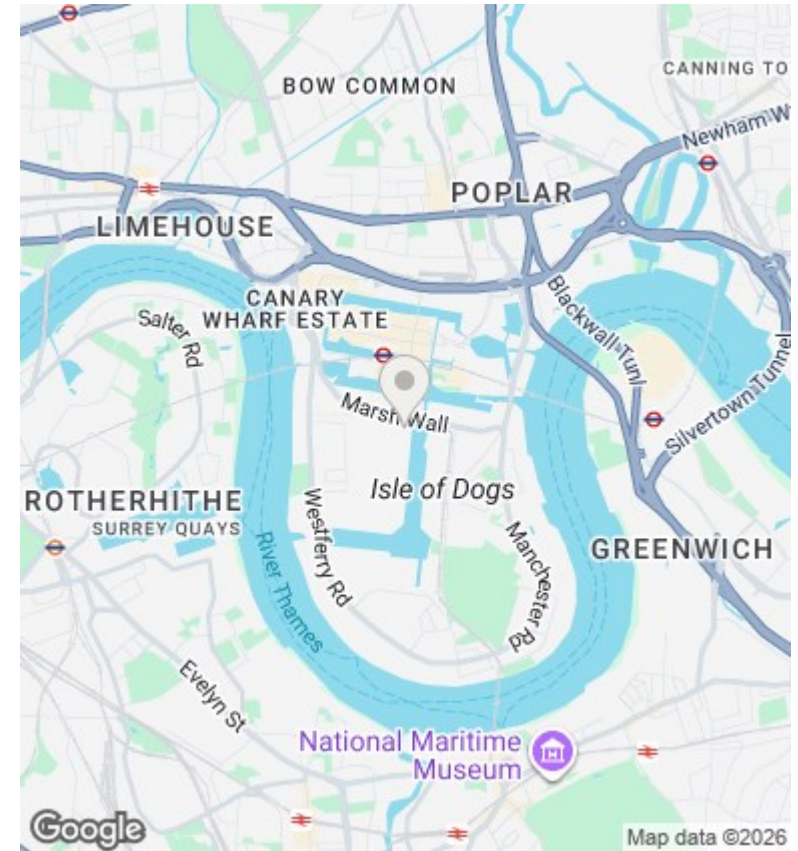 BOW COMMON
CANNING TO
Newham W
POPLAR
LIMEHOUSE
CANARY
WHARF ESTATE
Salter Rd
Blackwall Tunl
Silvertown Tunnel
Marsh Wall
Isle of Dogs
ROTHERHITHE
SURREY QUAYS
Westferry Rd
River Thames
Manchester Rd
GREENWICH
Evelyn St
National Maritime
Museum
Google
Map data ©2026